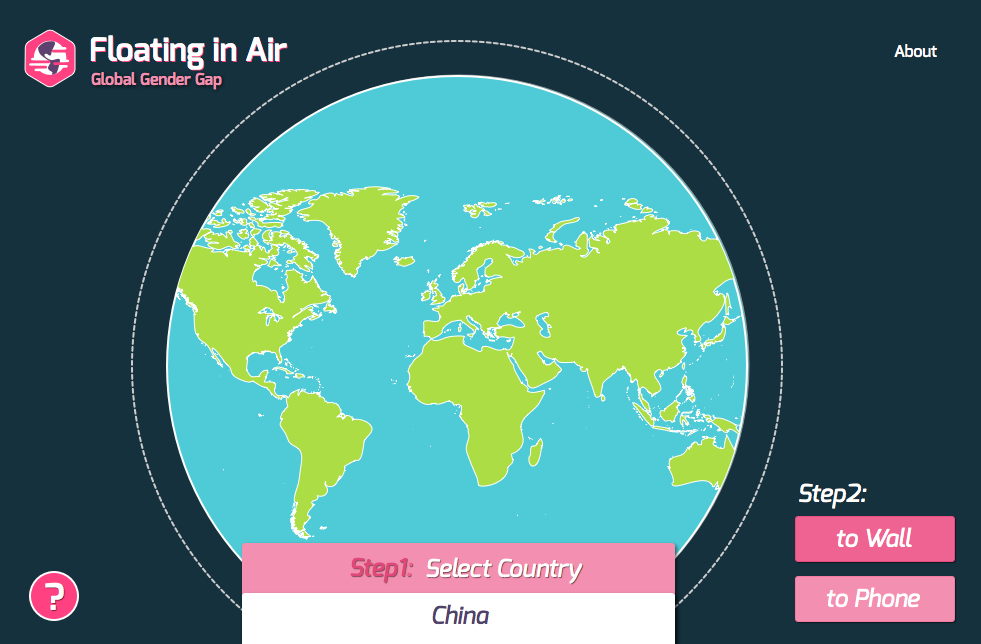 Floating in Air
Global Gender Gap
About
Step2:
to Wall
Step1: Select Country
to Phone
?
China